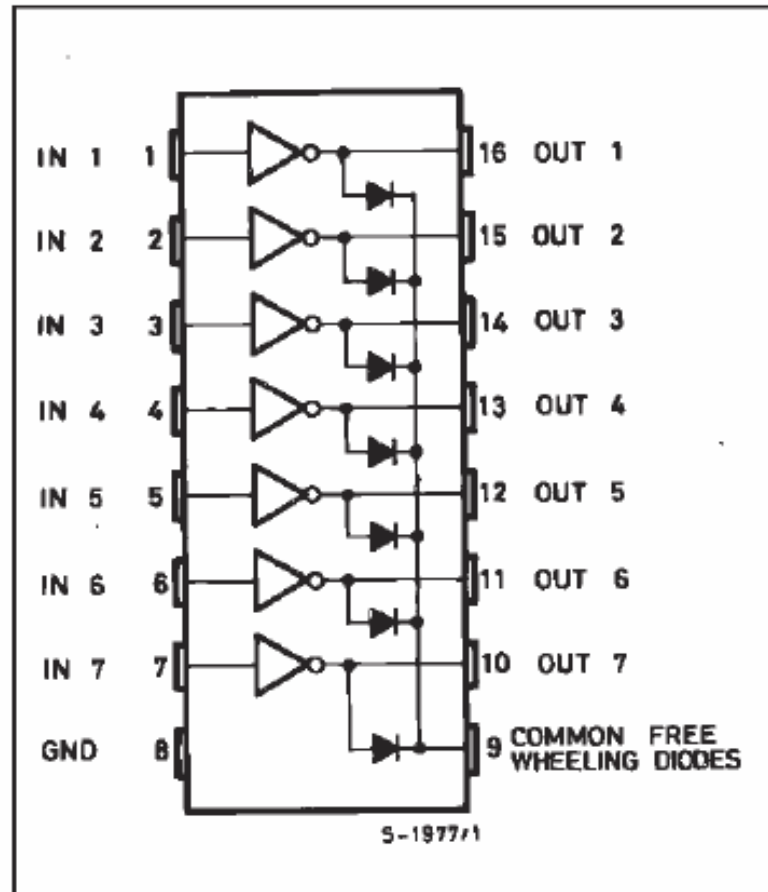 IN 1 1 16 OUT 1
IN 2 2 15 OUT 2
IN 3 3 14 OUT 3
IN 4 4 13 OUT 4
IN 5 5 12 OUT 5
IN 6 6 11 OUT 6
IN 7 7 10 OUT 7
GND 8 9 COMMON FREE
WHEELING DIODES
S-1977/1